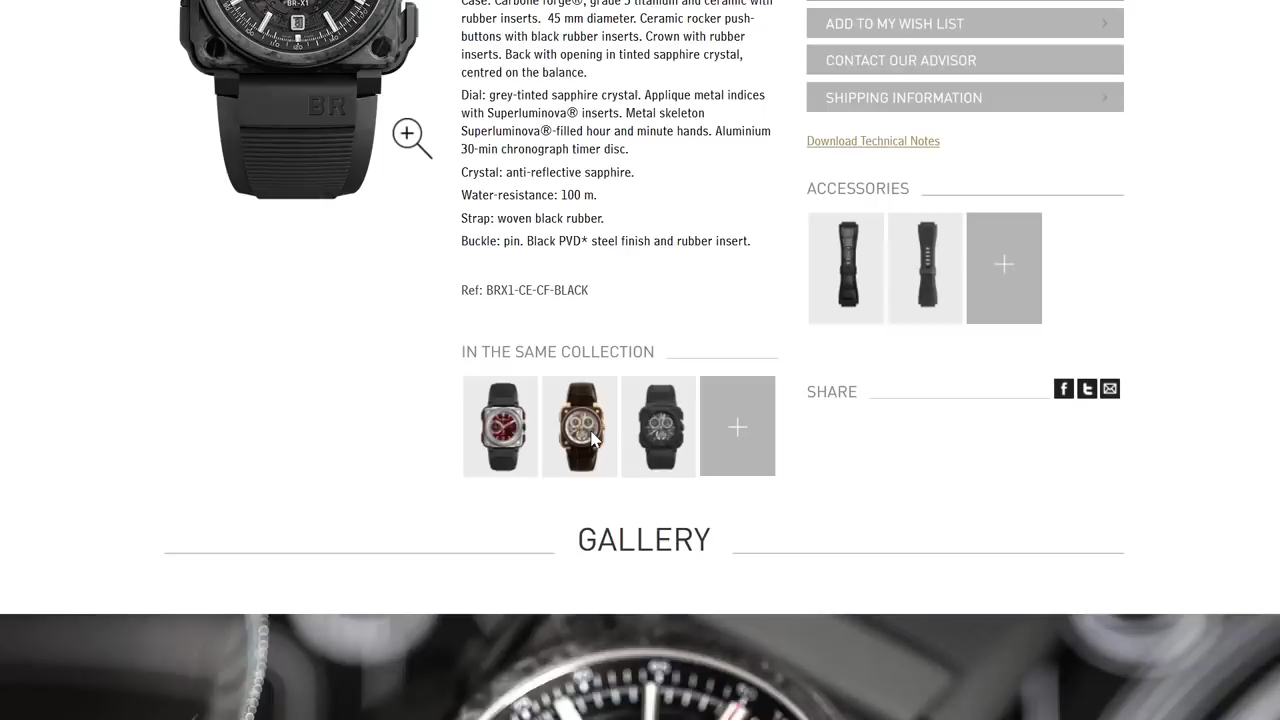 BR-X1
BR
Case: Carbone forgé®, grade 5 titanium and ceramic with
rubber inserts. 45 mm diameter. Ceramic rocker push-
buttons with black rubber inserts. Crown with rubber
inserts. Back with opening in tinted sapphire crystal,
centred on the balance.
Dial: grey-tinted sapphire crystal. Applique metal indices
with Superluminova® inserts. Metal skeleton
Superluminova®-filled hour and minute hands. Aluminium
30-min chronograph timer disc.
Crystal: anti-reflective sapphire.
Water-resistance: 100 m.
Strap: woven black rubber.
Buckle: pin. Black PVD* steel finish and rubber insert.
Ref: BRX1-CE-CF-BLACK
IN THE SAME COLLECTION
ADD TO MY WISH LIST
CONTACT OUR ADVISOR
SHIPPING INFORMATION
Download Technical Notes
ACCESSORIES
SHARE
GALLERY